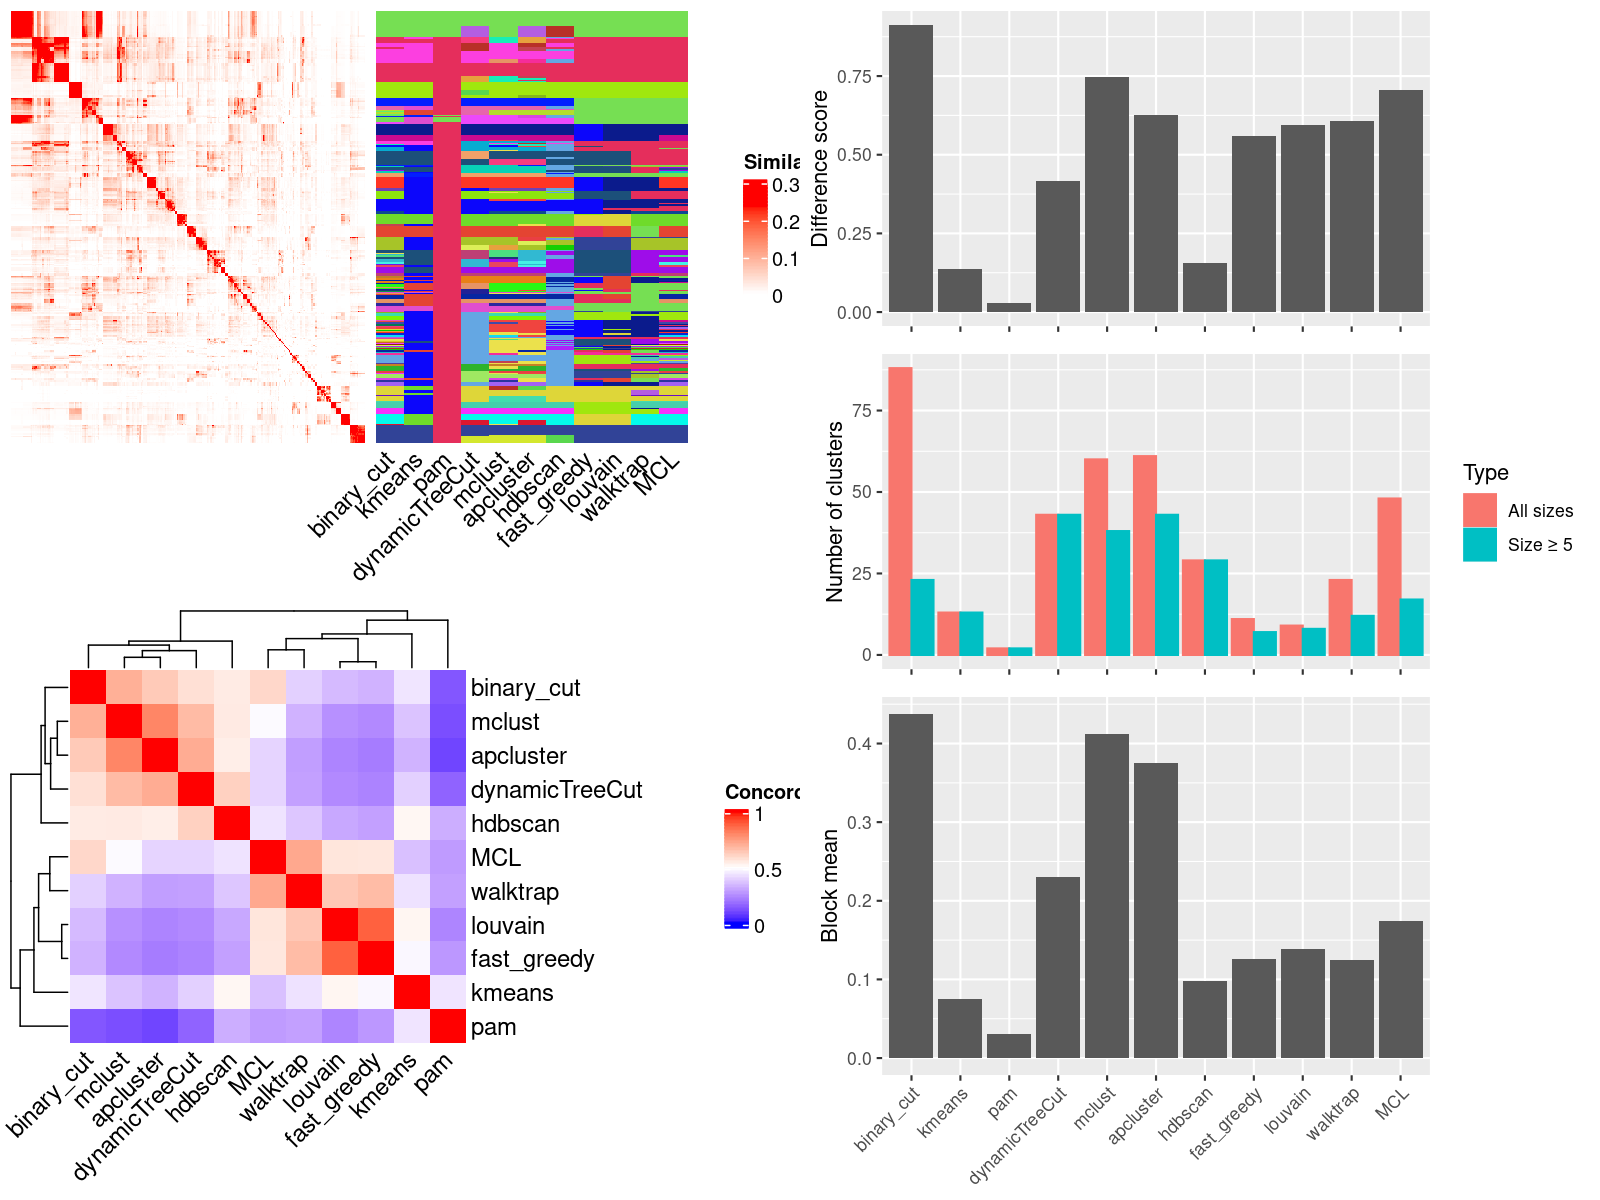 Simila
0.3
0.2
0.1
0
binary_cut
kmeans
pam
dynamicTreeCut
mclust
apcluster
hdbscan
fast_greedy
louvain
walktrap
MCL
binary_cut
mclust
apcluster
dynamicTreeCut
hdbscan
MCL
walktrap
louvain
fast_greedy
kmeans
pam
Concord
1
0.5
0
binary_cut
mclust
apcluster
dynamicTreeCut
hdbscan
MCL
walktrap
louvain
fast_greedy
kmeans
pam
Difference score
0.75
0.50
0.25
0.00
Number of clusters
75
50
25
0
Type
All sizes
Size ≥ 5
Block mean
0.4
0.3
0.2
0.1
0.0
binary_cut
kmeans
pam
dynamicTreeCut
mclust
apcluster
hdbscan
fast_greedy
louvain
walktrap
MCL